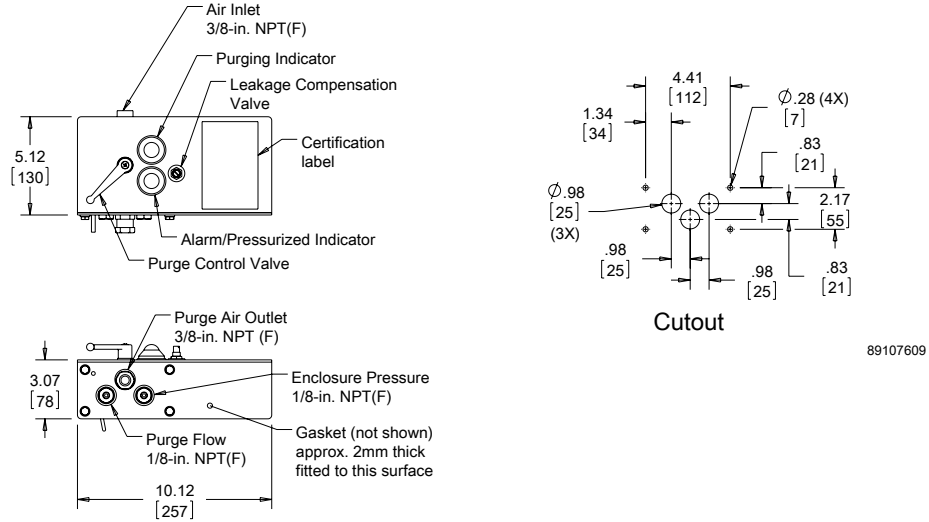 Air Inlet
3/8-in. NPT(F)
Purging Indicator
Leakage Compensation
Valve
Certification
label
5.12
[130]
Alarm/Pressurized Indicator
Purge Control Valve
Purge Air Outlet
3/8-in. NPT (F)
Enclosure Pressure
1/8-in. NPT(F)
3.07
[78]
Purge Flow
1/8-in. NPT(F)
Gasket (not shown)
approx. 2mm thick
fitted to this surface
10.12
[257]
4.41
[112]
1.34
[34]
Ø.28 (4X)
[7]
.83
[21]
Ø.98
[25]
(3X)
2.17
[55]
.98
[25]
.98
[25]
.83
[21]
Cutout
89107609